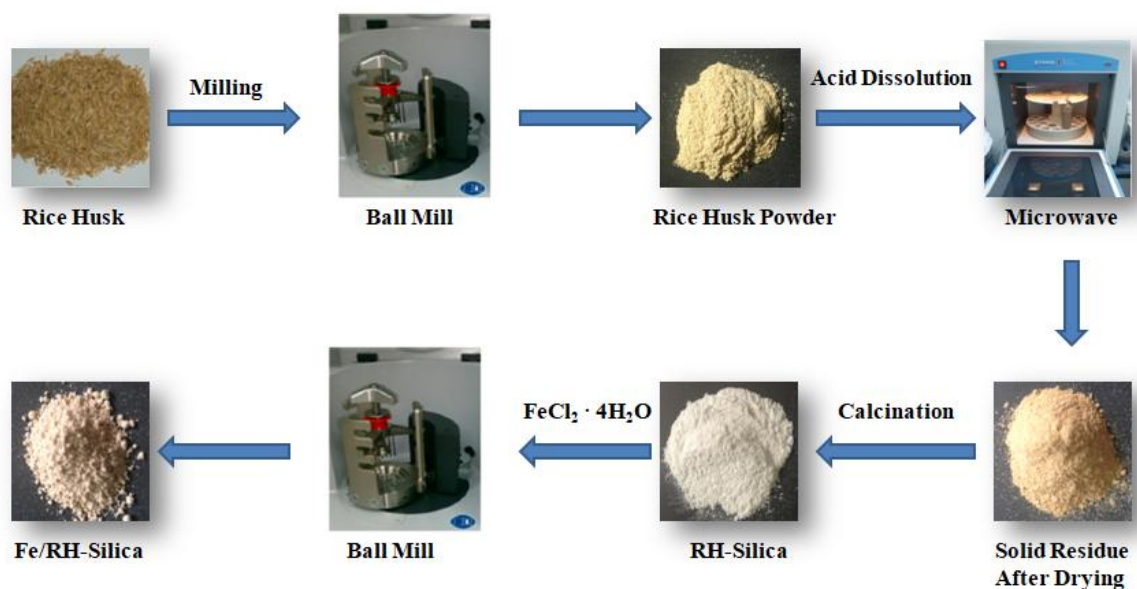 Milling
Acid Dissolution
Rice Husk
Ball Mill
Rice Husk Powder
Microwave
FeCl₂ · 4H₂O
Calcination
Fe/RH-Silica
Ball Mill
RH-Silica
Solid Residue
After Drying